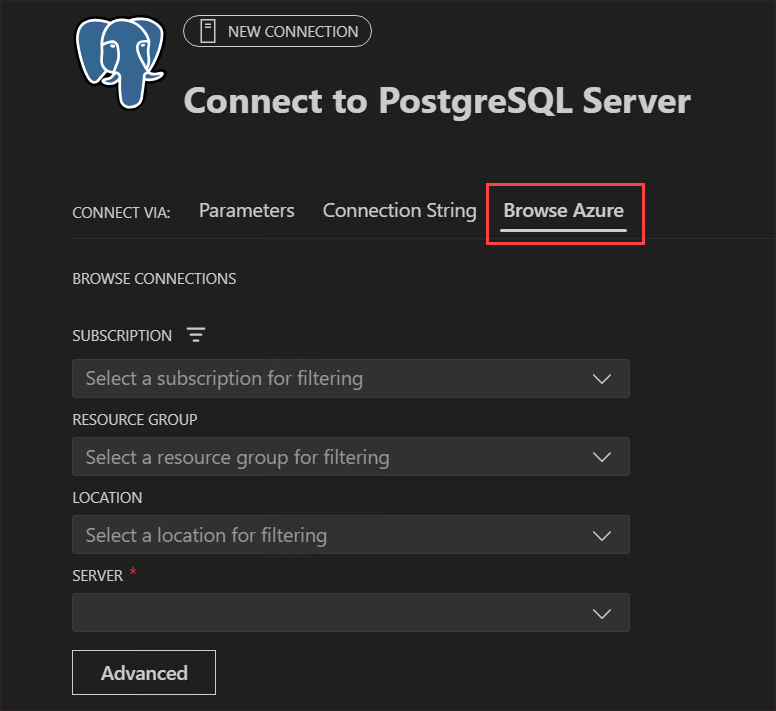 NEW CONNECTION
Connect to PostgreSQL Server
CONNECT VIA: Parameters Connection String Browse Azure
BROWSE CONNECTIONS
SUBSCRIPTION
Select a subscription for filtering
RESOURCE GROUP
Select a resource group for filtering
LOCATION
Select a location for filtering
SERVER *
Advanced